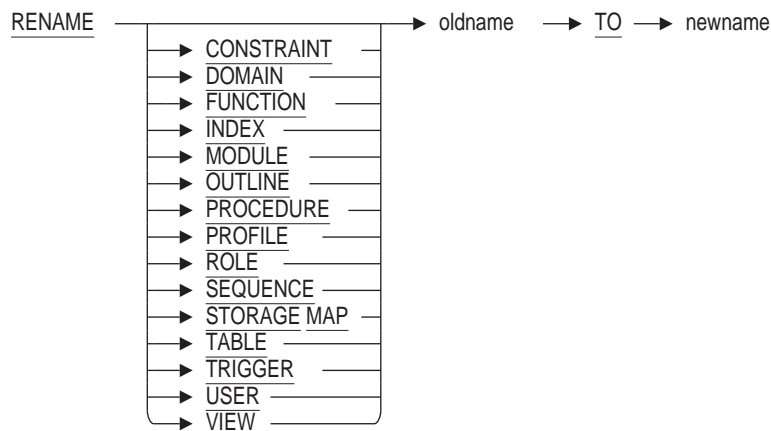 RENAME oldname TO newname
CONSTRAINT
DOMAIN
FUNCTION
INDEX
MODULE
OUTLINE
PROCEDURE
PROFILE
ROLE
SEQUENCE
STORAGE MAP
TABLE
TRIGGER
USER
VIEW